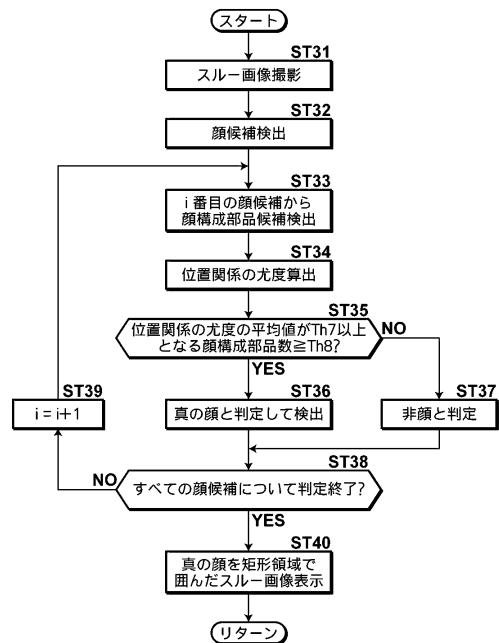 スタート
ST31
スルー画像撮影
ST32
顔候補検出
ST33
i 番目の顔候補から
顔構成部品候補検出
ST34
位置関係の尤度算出
ST35
位置関係の尤度の平均値がTh7以上
となる顔構成部品数≧Th8?
NO
YES
ST36
真の顔と判定して検出
ST37
非顔と判定
ST39
i=i+1
ST38
すべての顔候補について判定終了?
NO
YES
ST40
真の顔を矩形領域で
囲んだスルー画像表示
リターン